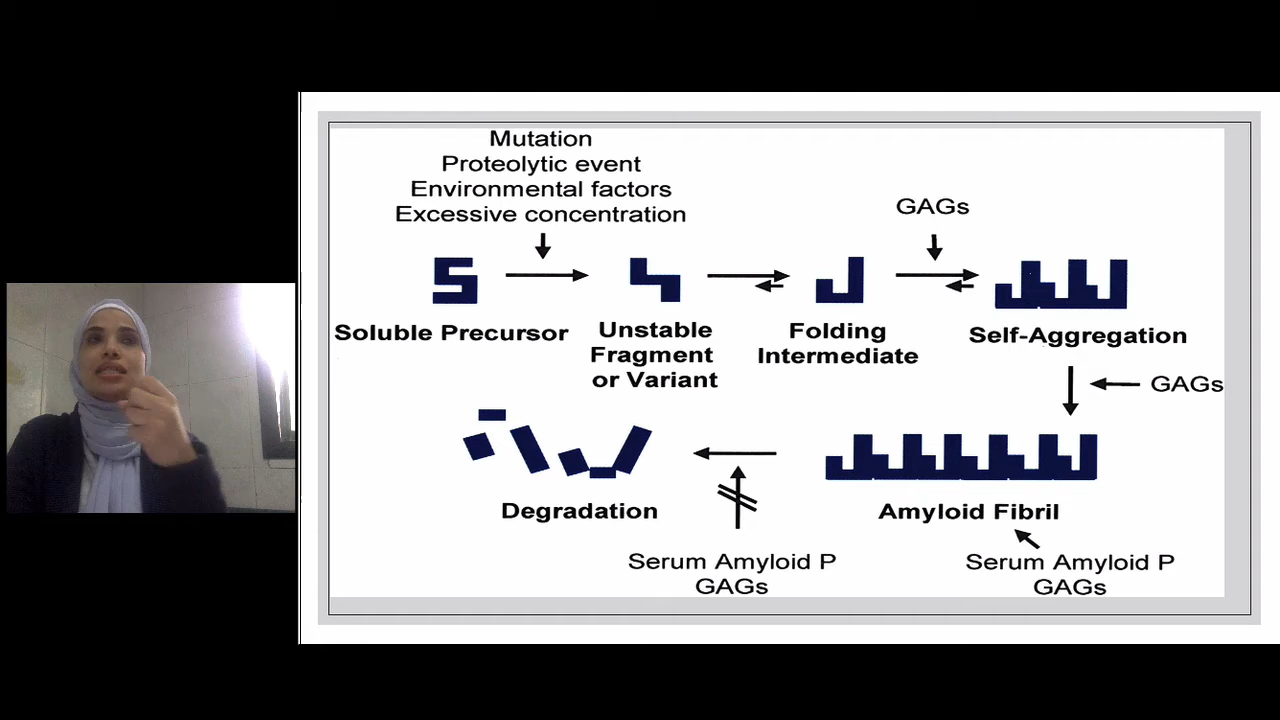 Mutation
Proteolytic event
Environmental factors
Excessive concentration
GAGs
Soluble Precursor
Unstable
Fragment
or Variant
Folding
Intermediate
Self-Aggregation
GAGs
Degradation
Amyloid Fibril
Serum Amyloid P
GAGs
Serum Amyloid P
GAGs